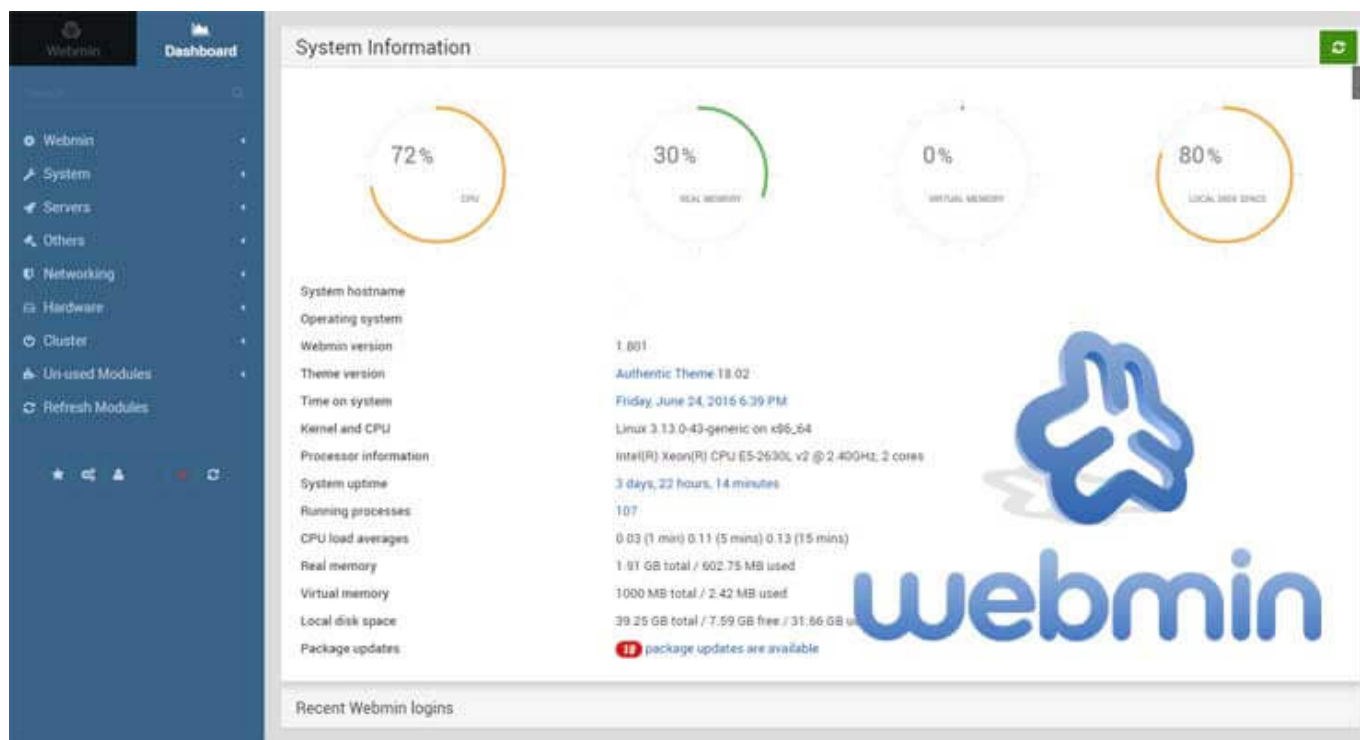 Webmin
Dashboard
System Information
72%
CPU
30%
REAL MEMORY
0%
VIRTUAL MEMORY
80%
LOCAL DISK SPACE
Webmin
System
Servers
Others
Networking
Hardware
Cluster
Un-used Modules
Refresh Modules
System hostname
Operating system
Webmin version 1.801
Theme version Authentic Theme 18.02
Time on system Friday, June 24, 2016 6:39 PM
Kernel and CPU Linux 3.13.0-43-generic on x86_64
Processor information Intel(R) Xeon(R) CPU E5-2630L v2 @ 2.40GHz, 2 cores
System uptime 3 days, 22 hours, 14 minutes
Running processes 107
CPU load averages 0.03 (1 min) 0.11 (5 mins) 0.13 (15 mins)
Real memory 1.91 GB total / 602.75 MB used
Virtual memory 1000 MB total / 2.42 MB used
Local disk space 39.25 GB total / 7.59 GB free / 31.66 GB u
Package updates 18 package updates are available
webmin
Recent Webmin logins